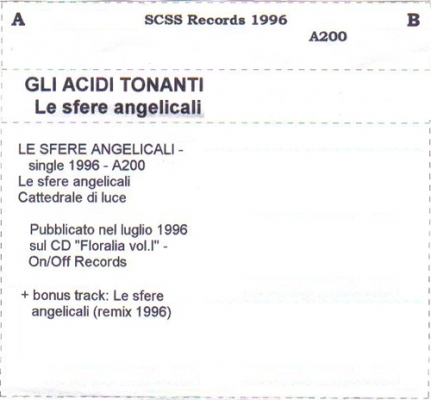 A SCSS Records 1996 B
A200
GLI ACIDI TONANTI
Le sfere angelicali
LE SFERE ANGELICALI -
single 1996 - A200
Le sfere angelicali
Cattedrale di luce
Pubblicato nel luglio 1996
sul CD "Floralia vol.I" -
On/Off Records
+ bonus track: Le sfere
angelicali (remix 1996)